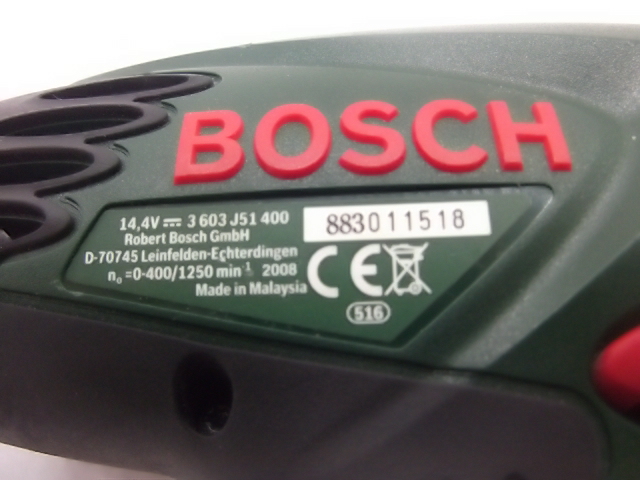 BOSCH
14,4V ⎓ 3 603 J51 400
883011518
Robert Bosch GmbH
D-70745 Leinfelden-Echterdingen
n₀ =0-400/1250 min⁻¹ 2008
Made in Malaysia
CE
516